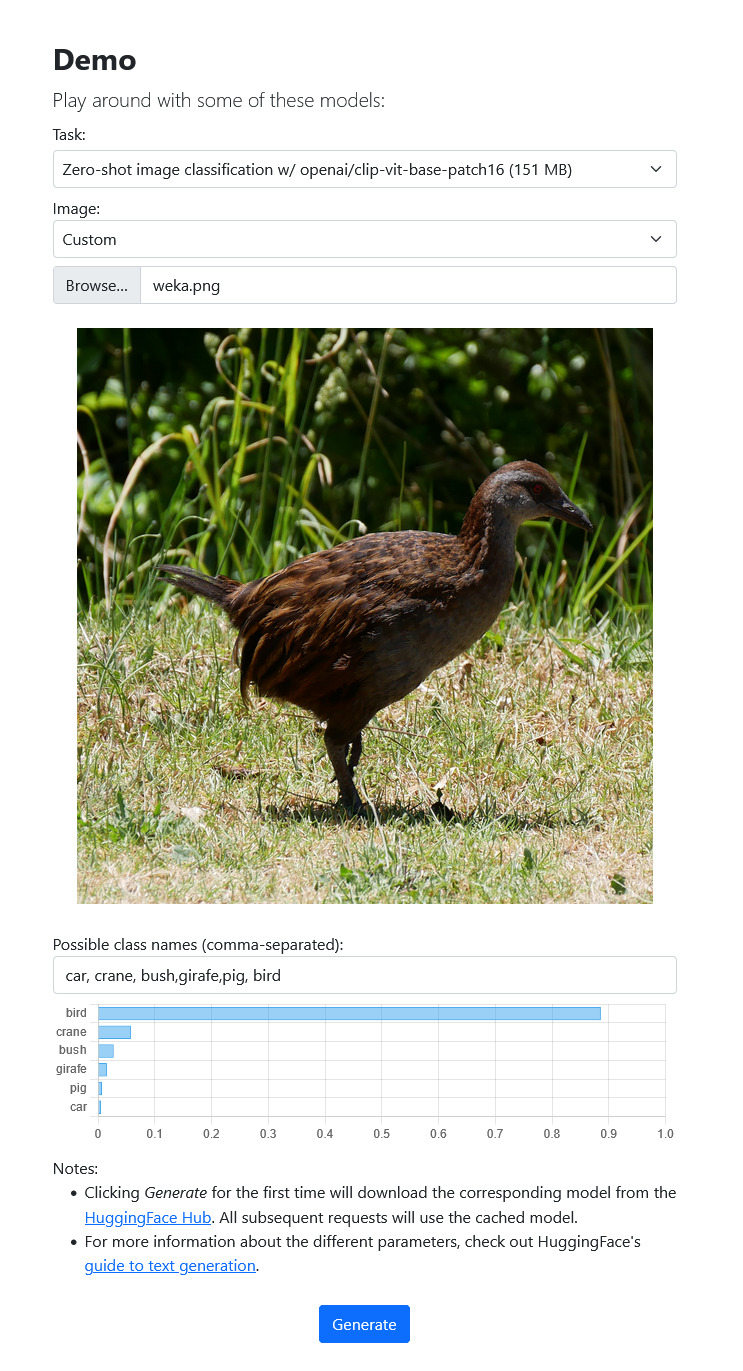 Demo
Play around with some of these models:
Task:
Zero-shot image classification w/ openai/clip-vit-base-patch16 (151 MB)
Image:
Custom
Browse... weka.png
Possible class names (comma-separated):
car, crane, bush,girafe,pig, bird
bird
crane
bush
girafe
pig
car
0 0.1 0.2 0.3 0.4 0.5 0.6 0.7 0.8 0.9 1.0
Notes:
• Clicking Generate for the first time will download the corresponding model from the
HuggingFace Hub. All subsequent requests will use the cached model.
• For more information about the different parameters, check out HuggingFace's
guide to text generation.
Generate